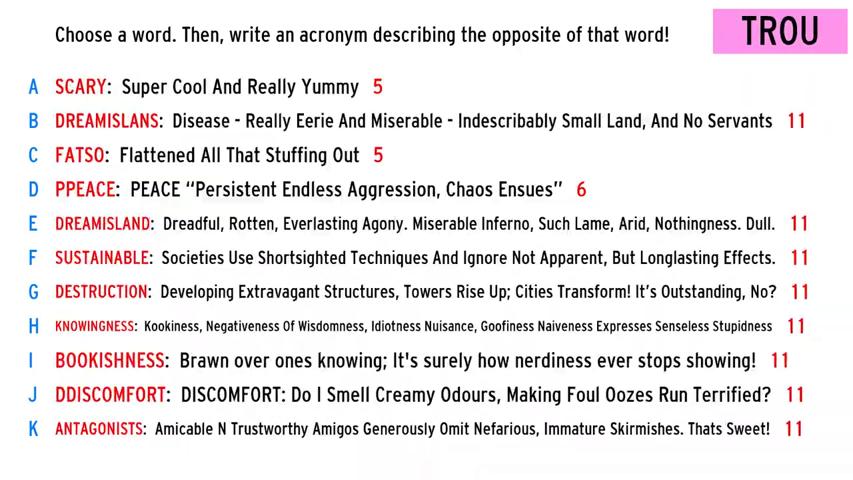 Choose a word. Then, write an acronym describing the opposite of that word!
TROU
A SCARY: Super Cool And Really Yummy 5
B DREAMISLANS: Disease - Really Eerie And Miserable - Indescribably Small Land, And No Servants 11
C FATSO: Flattened All That Stuffing Out 5
D PPEACE: PEACE “Persistent Endless Aggression, Chaos Ensues” 6
E DREAMISLAND: Dreadful, Rotten, Everlasting Agony. Miserable Inferno, Such Lame, Arid, Nothingness. Dull. 11
F SUSTAINABLE: Societies Use Shortsighted Techniques And Ignore Not Apparent, But Longlasting Effects. 11
G DESTRUCTION: Developing Extravagant Structures, Towers Rise Up; Cities Transform! It’s Outstanding, No? 11
H KNOWINGNESS: Kookiness, Negativeness Of Wisdomness, Idiotness Nuisance, Goofiness Naiveness Expresses Senseless Stupidness 11
I BOOKISHNESS: Brawn over ones knowing; It's surely how nerdiness ever stops showing! 11
J DDISCOMFORT: DISCOMFORT: Do I Smell Creamy Odours, Making Foul Oozes Run Terrified? 11
K ANTAGONISTS: Amicable N Trustworthy Amigos Generously Omit Nefarious, Immature Skirmishes. Thats Sweet! 11